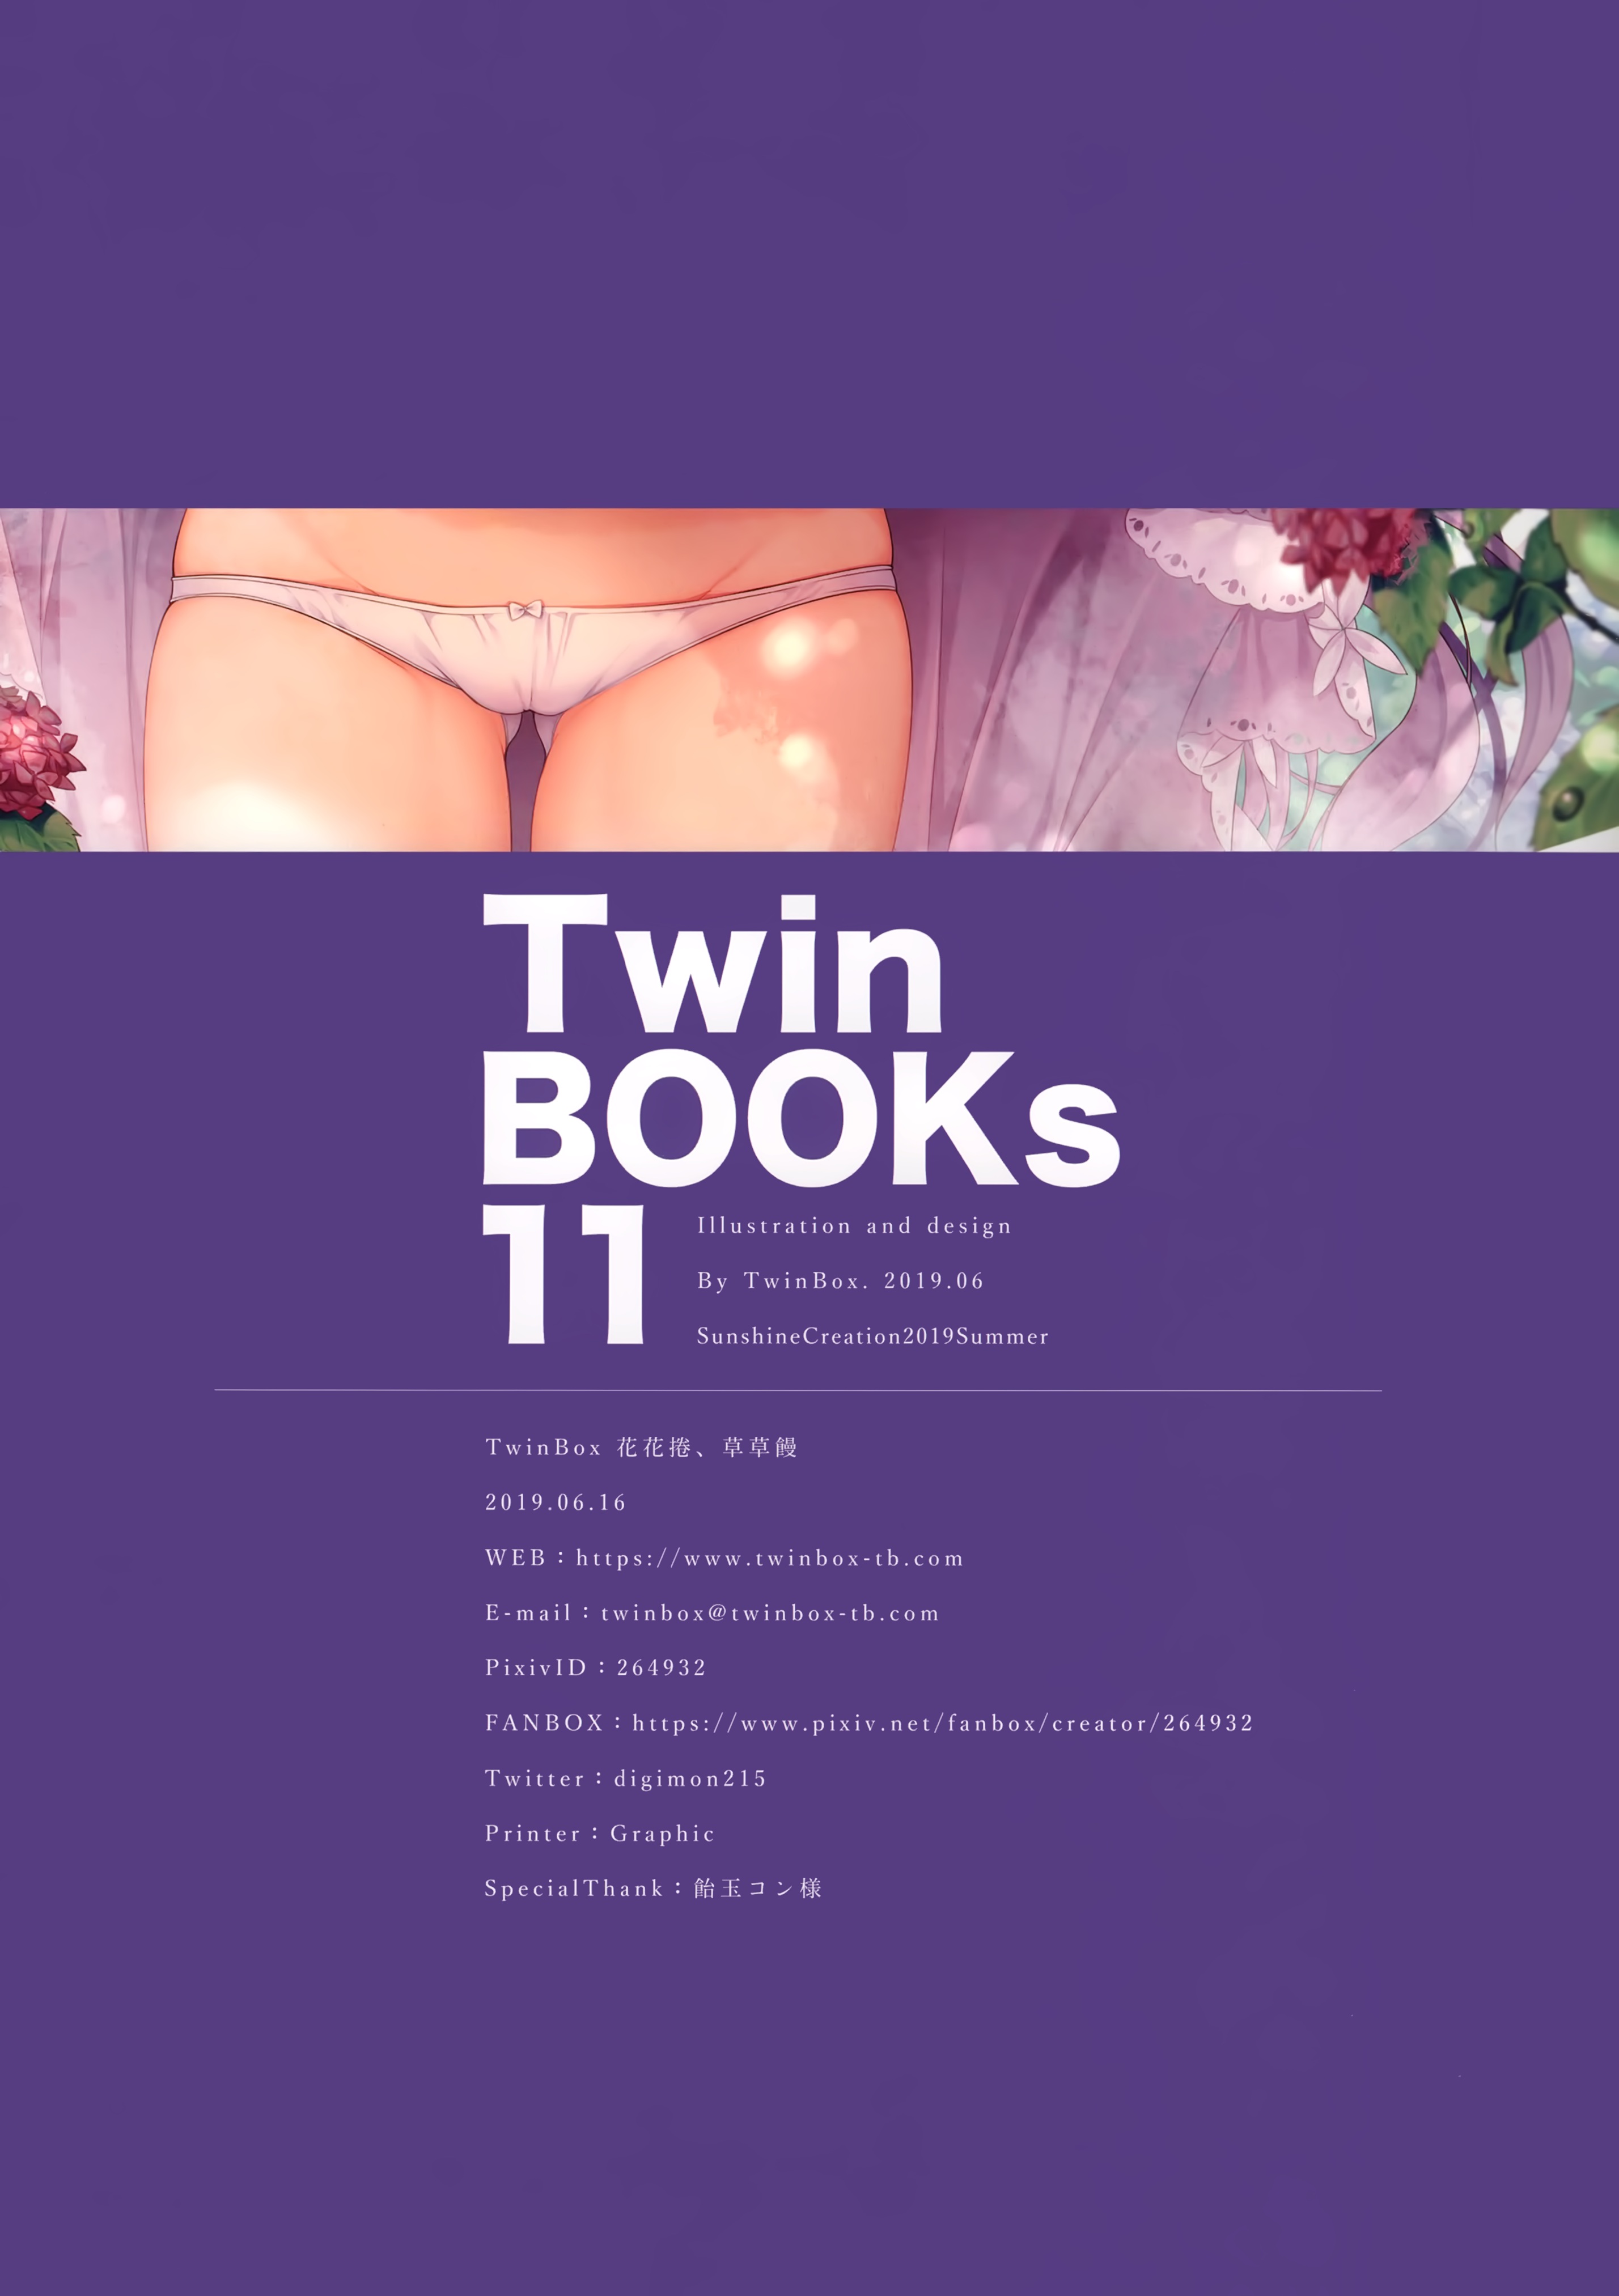 Twin
BOOKs
11
Illustration and design
By TwinBox. 2019.06
SunshineCreation2019Summer
TwinBox 花花捲、草草饅
2019.06.16
WEB：https://www.twinbox-tb.com
E-mail：twinbox@twinbox-tb.com
PixivID：264932
FANBOX：https://www.pixiv.net/fanbox/creator/264932
Twitter：digimon215
Printer：Graphic
SpecialThank：飴玉コン様